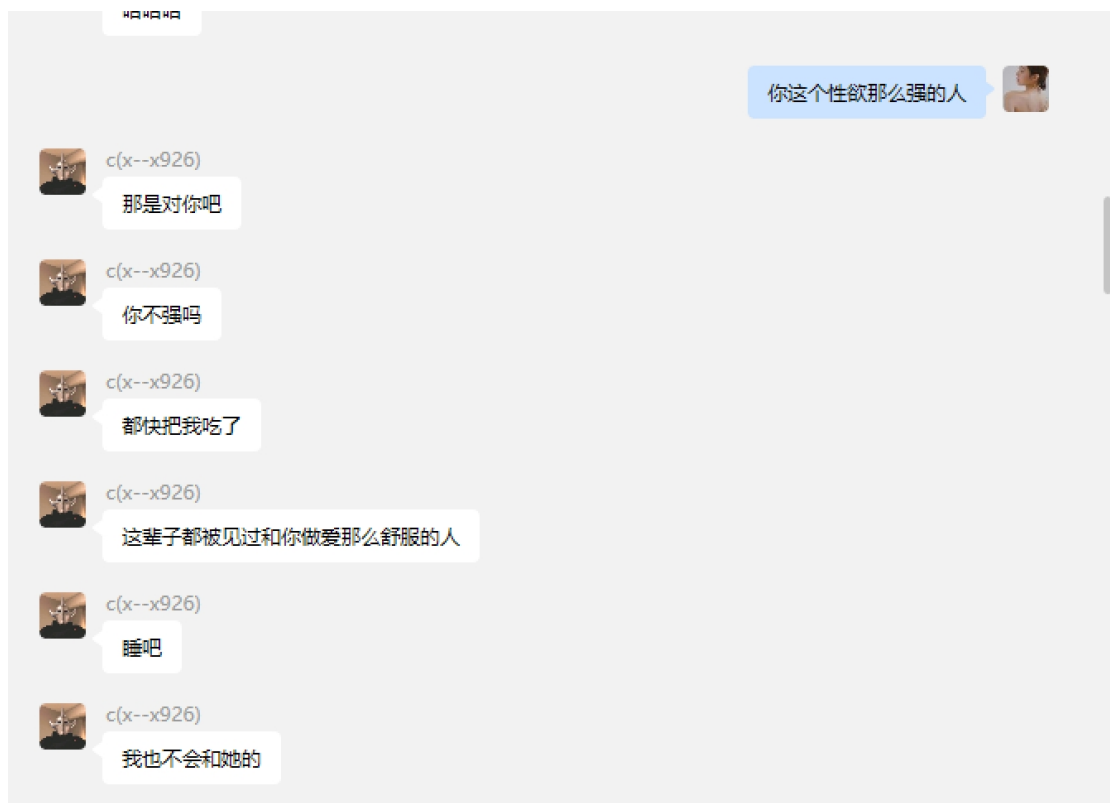 哈哈哈
你这个性欲那么强的人
c(x--x926)
那是对你吧
c(x--x926)
你不强吗
c(x--x926)
都快把我吃了
c(x--x926)
这辈子都被见过和你做爱那么舒服的人
c(x--x926)
睡吧
c(x--x926)
我也不会和她的